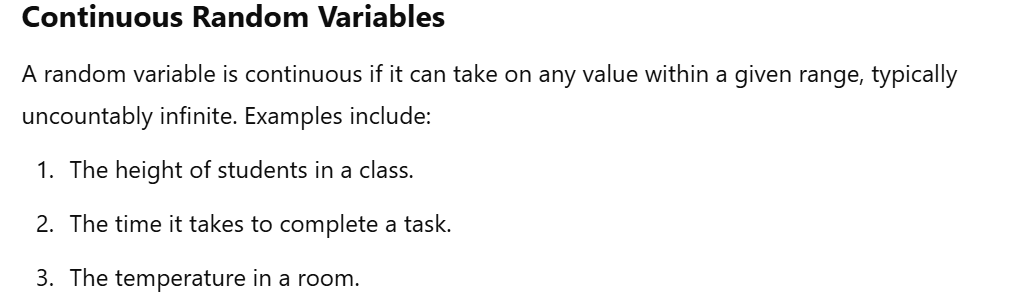 Continuous Random Variables
A random variable is continuous if it can take on any value within a given range, typically
uncountably infinite. Examples include:
1. The height of students in a class.
2. The time it takes to complete a task.
3. The temperature in a room.